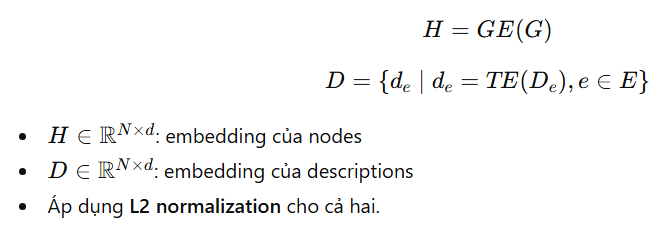 H = GE(G)
D = {d_e | d_e = TE(D_e), e ∈ E}
• H ∈ ℝ^{N×d}: embedding của nodes
• D ∈ ℝ^{N×d}: embedding của descriptions
• Áp dụng L2 normalization cho cả hai.